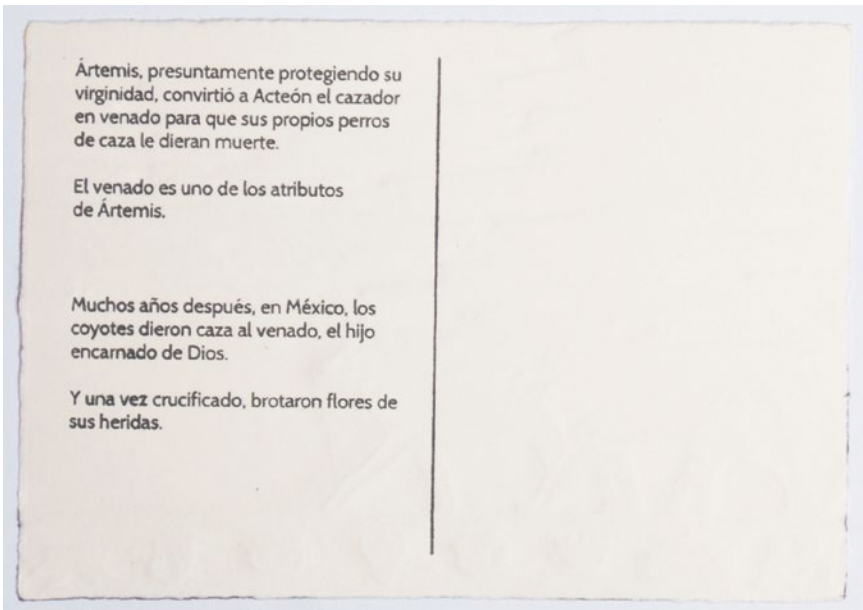 Ártemis, presuntamente protegiendo su
virginidad, convirtió a Acteón el cazador
en venado para que sus propios perros
de caza le dieran muerte.
El venado es uno de los atributos
de Ártemis.
Muchos años después, en México, los
coyotes dieron caza al venado, el hijo
encarnado de Dios.
Y una vez crucificado, brotaron flores de
sus heridas.